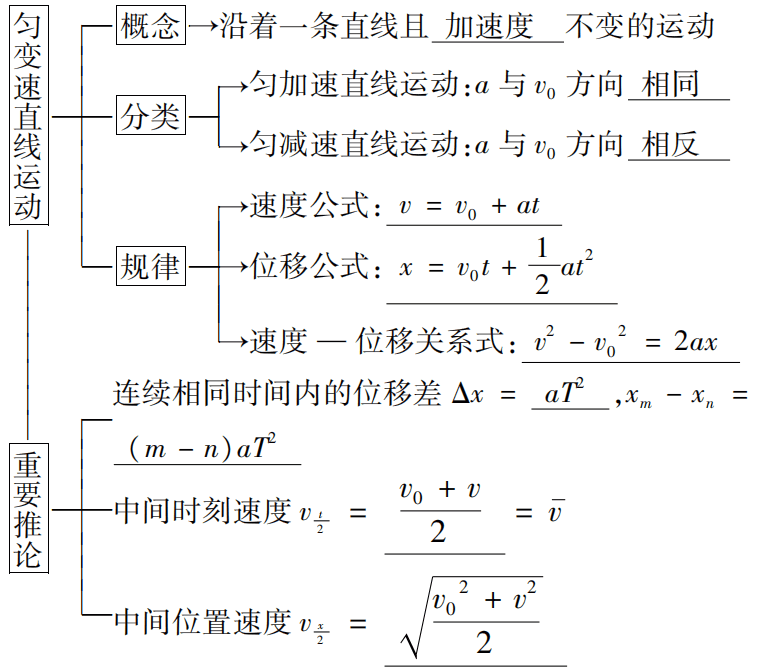 匀变速直线运动
概念→沿着一条直线且 加速度 不变的运动
分类
匀加速直线运动:a 与 v₀ 方向 相同
匀减速直线运动:a 与 v₀ 方向 相反
规律
速度公式: v = v₀ + at
位移公式: x = v₀t + 1/2 at²
速度 — 位移关系式: v² - v₀² = 2ax
重要推论
连续相同时间内的位移差 Δx = aT² ,xₘ - xₙ =
(m - n)aT²
中间时刻速度 v_{t/2} = (v₀ + v)/2 = v̄
中间位置速度 v_{x/2} = √((v₀² + v²)/2)